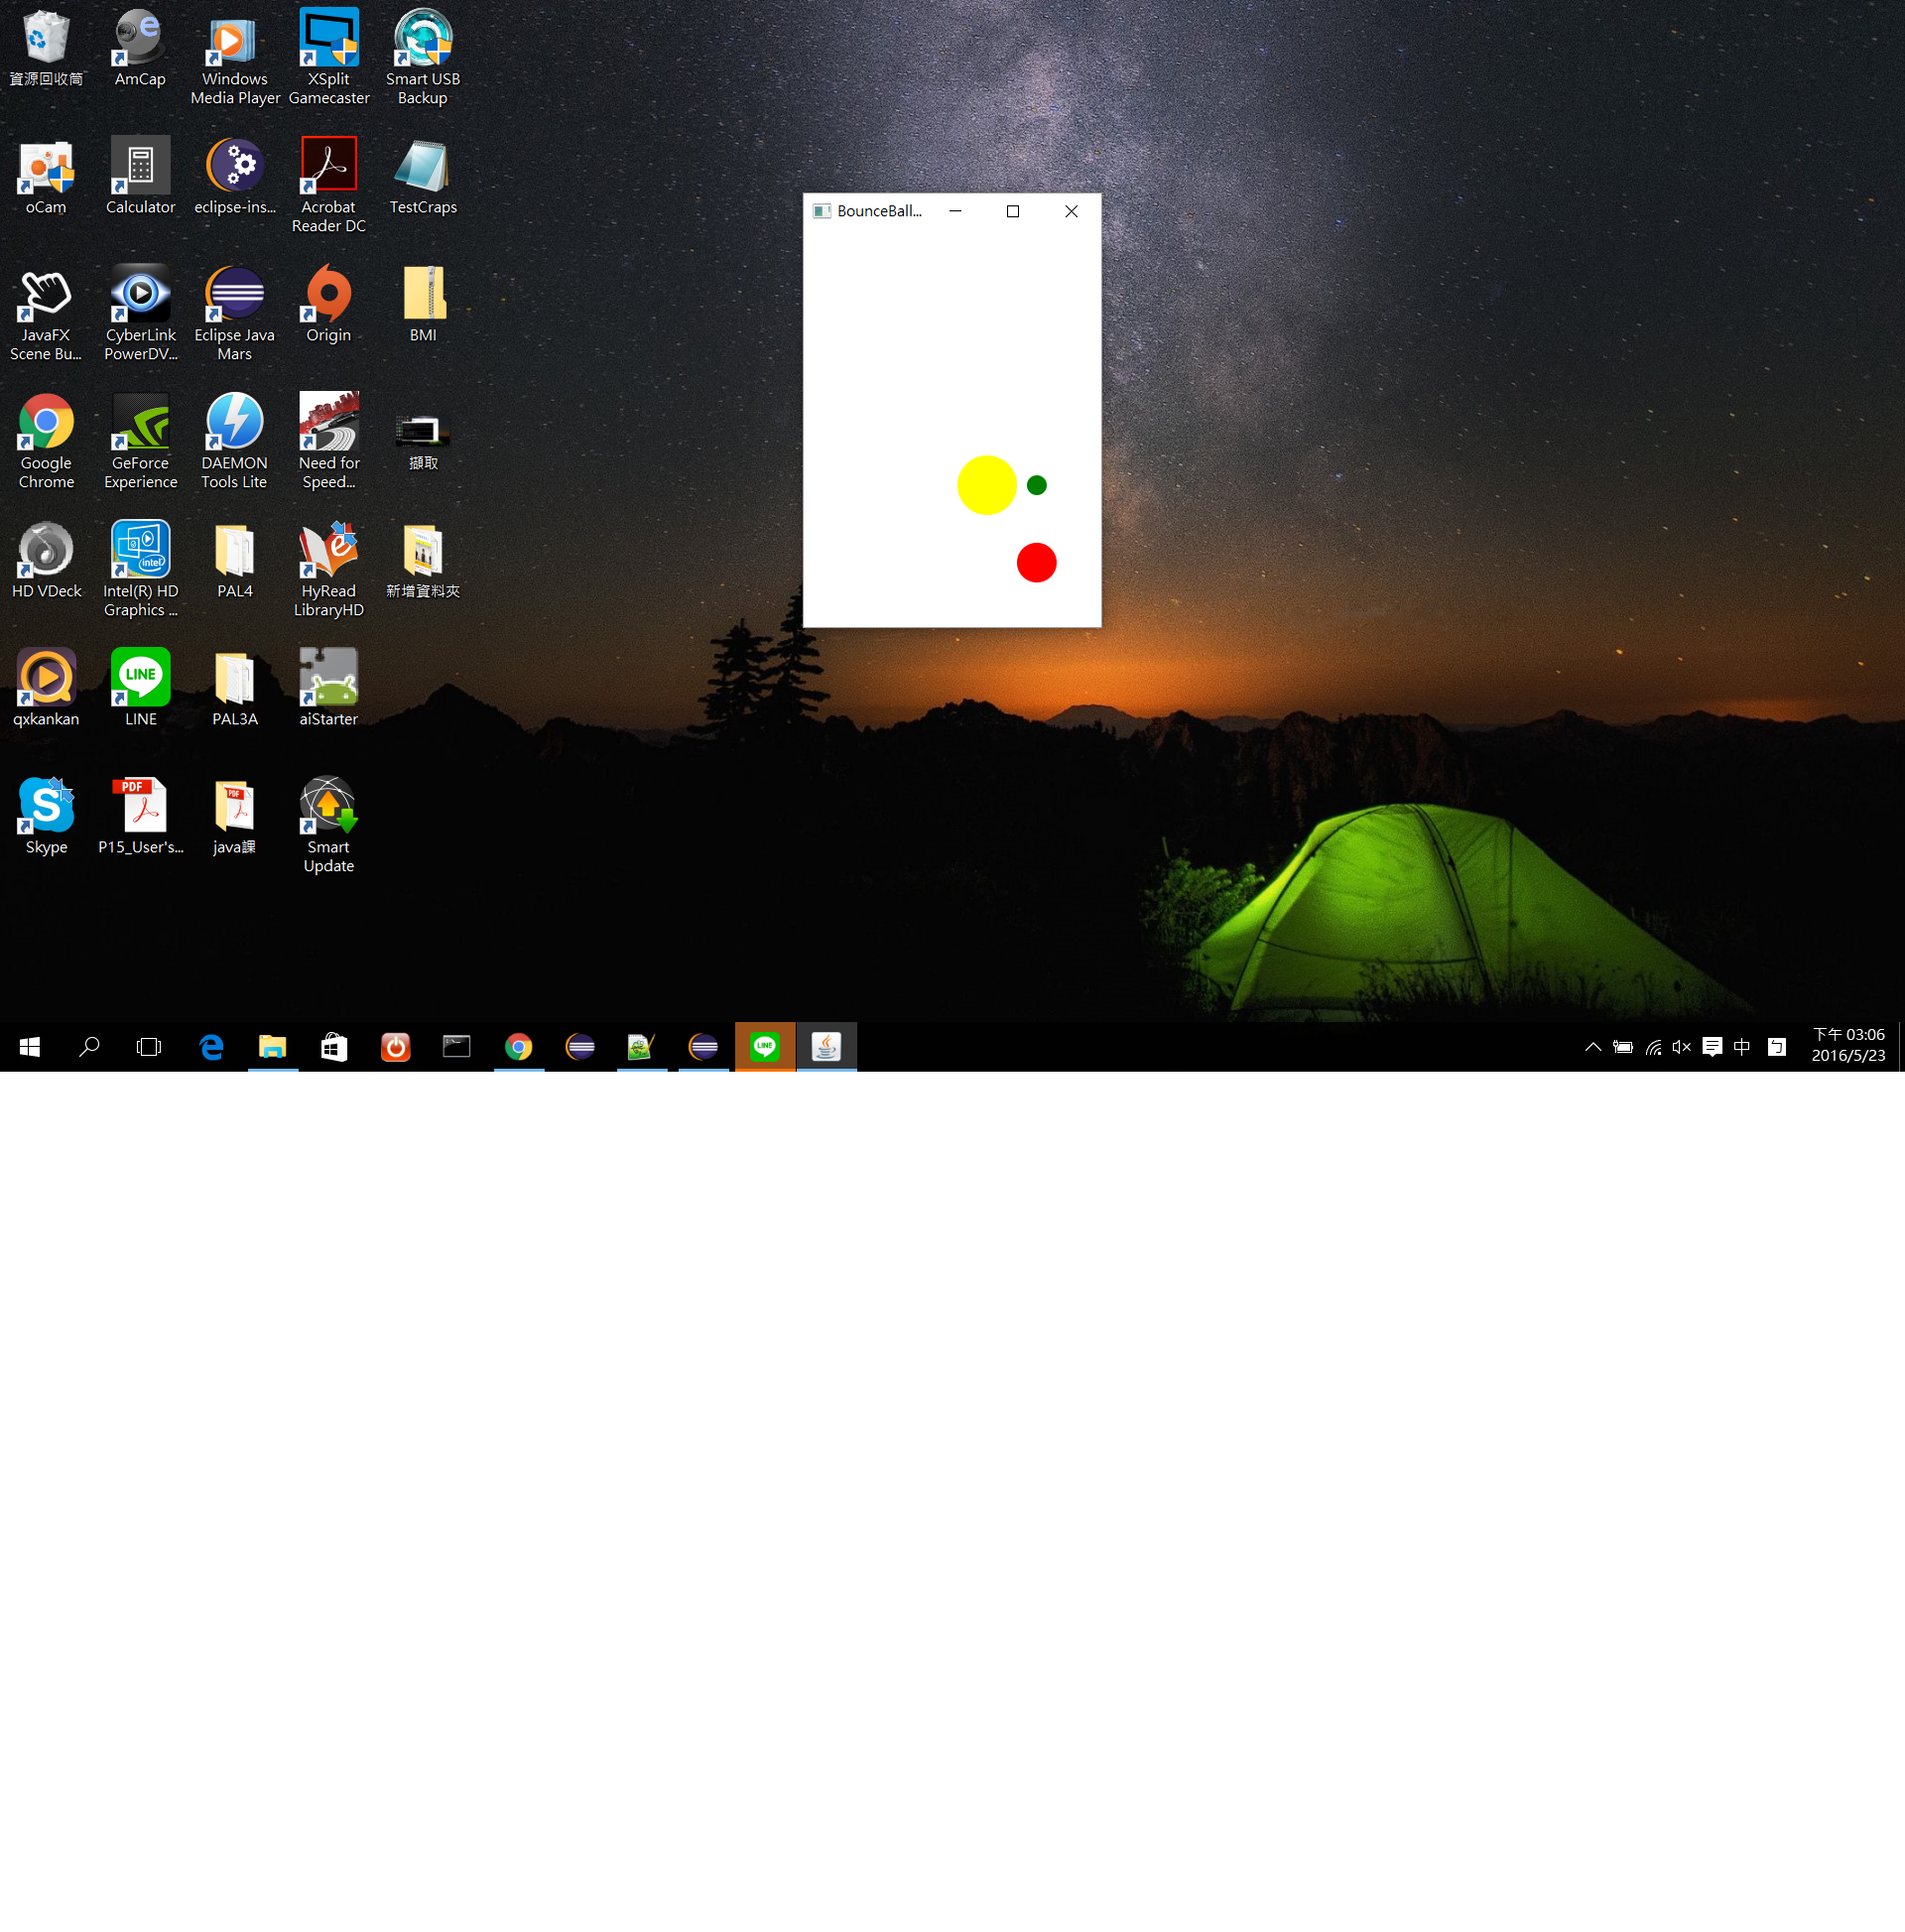 資源回收筒
AmCap
Windows
Media Player
XSplit
Gamecaster
Smart USB
Backup
oCam
Calculator
eclipse-ins...
Acrobat
Reader DC
TestCraps
JavaFX
Scene Bu...
CyberLink
PowerDV...
Eclipse Java
Mars
Origin
BMI
Google
Chrome
GeForce
Experience
DAEMON
Tools Lite
Need for
Speed...
擷取
HD VDeck
intel
Intel(R) HD
Graphics ...
PAL4
HyRead
LibraryHD
新增資料夾
qxkankan
LINE
LINE
PAL3A
aiStarter
Skype
PDF
P15_User's...
PDF
java課
Smart
Update
BounceBall...
LINE
中
ㄅ
下午 03:06
2016/5/23